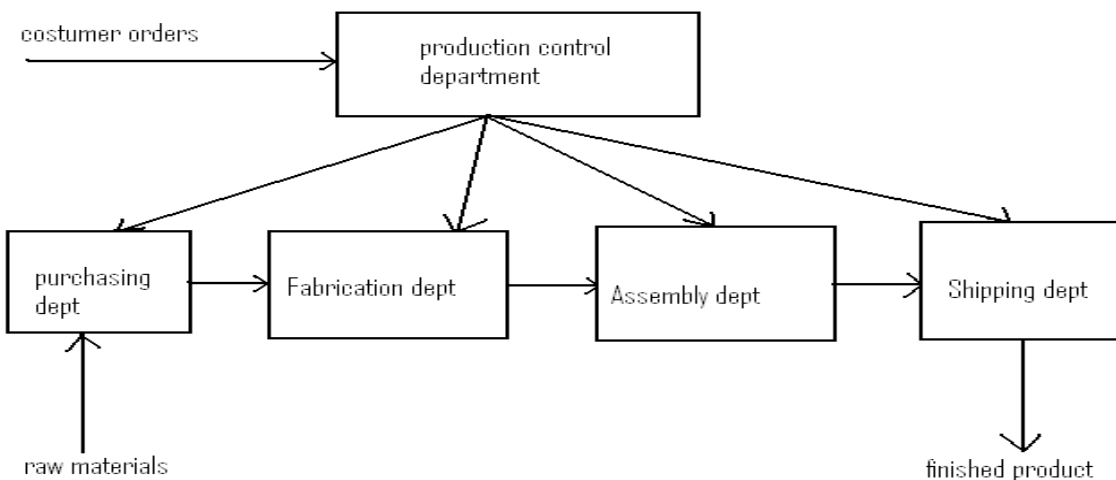 costumer orders
production control
department
purchasing
dept
Fabrication dept
Assembly dept
Shipping dept
raw materials
finished product